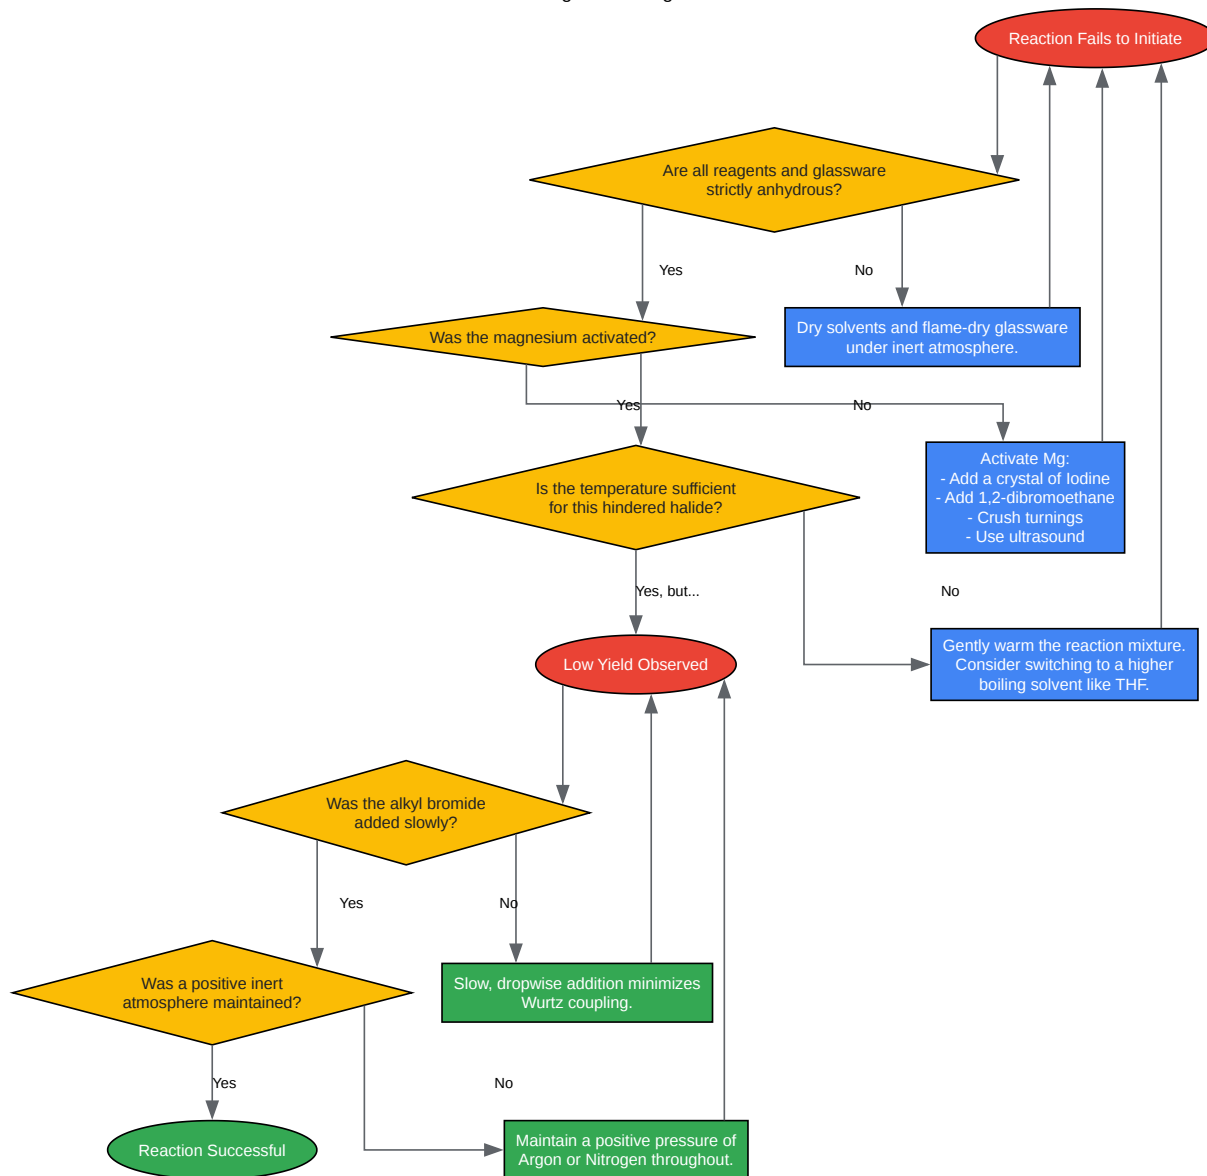 Reaction Fails to Initiate
Are all reagents and glassware
strictly anhydrous?
Yes
No
Was the magnesium activated?
Dry solvents and flame-dry glassware
under inert atmosphere.
Yes
No
Activate Mg:
- Add a crystal of Iodine
- Add 1,2-dibromoethane
- Crush turnings
- Use ultrasound
Is the temperature sufficient
for this hindered halide?
Yes, but...
No
Low Yield Observed
Gently warm the reaction mixture.
Consider switching to a higher
boiling solvent like THF.
Was the alkyl bromide
added slowly?
Yes
No
Was a positive inert
atmosphere maintained?
Slow, dropwise addition minimizes
Wurtz coupling.
Yes
No
Reaction Successful
Maintain a positive pressure of
Argon or Nitrogen throughout.